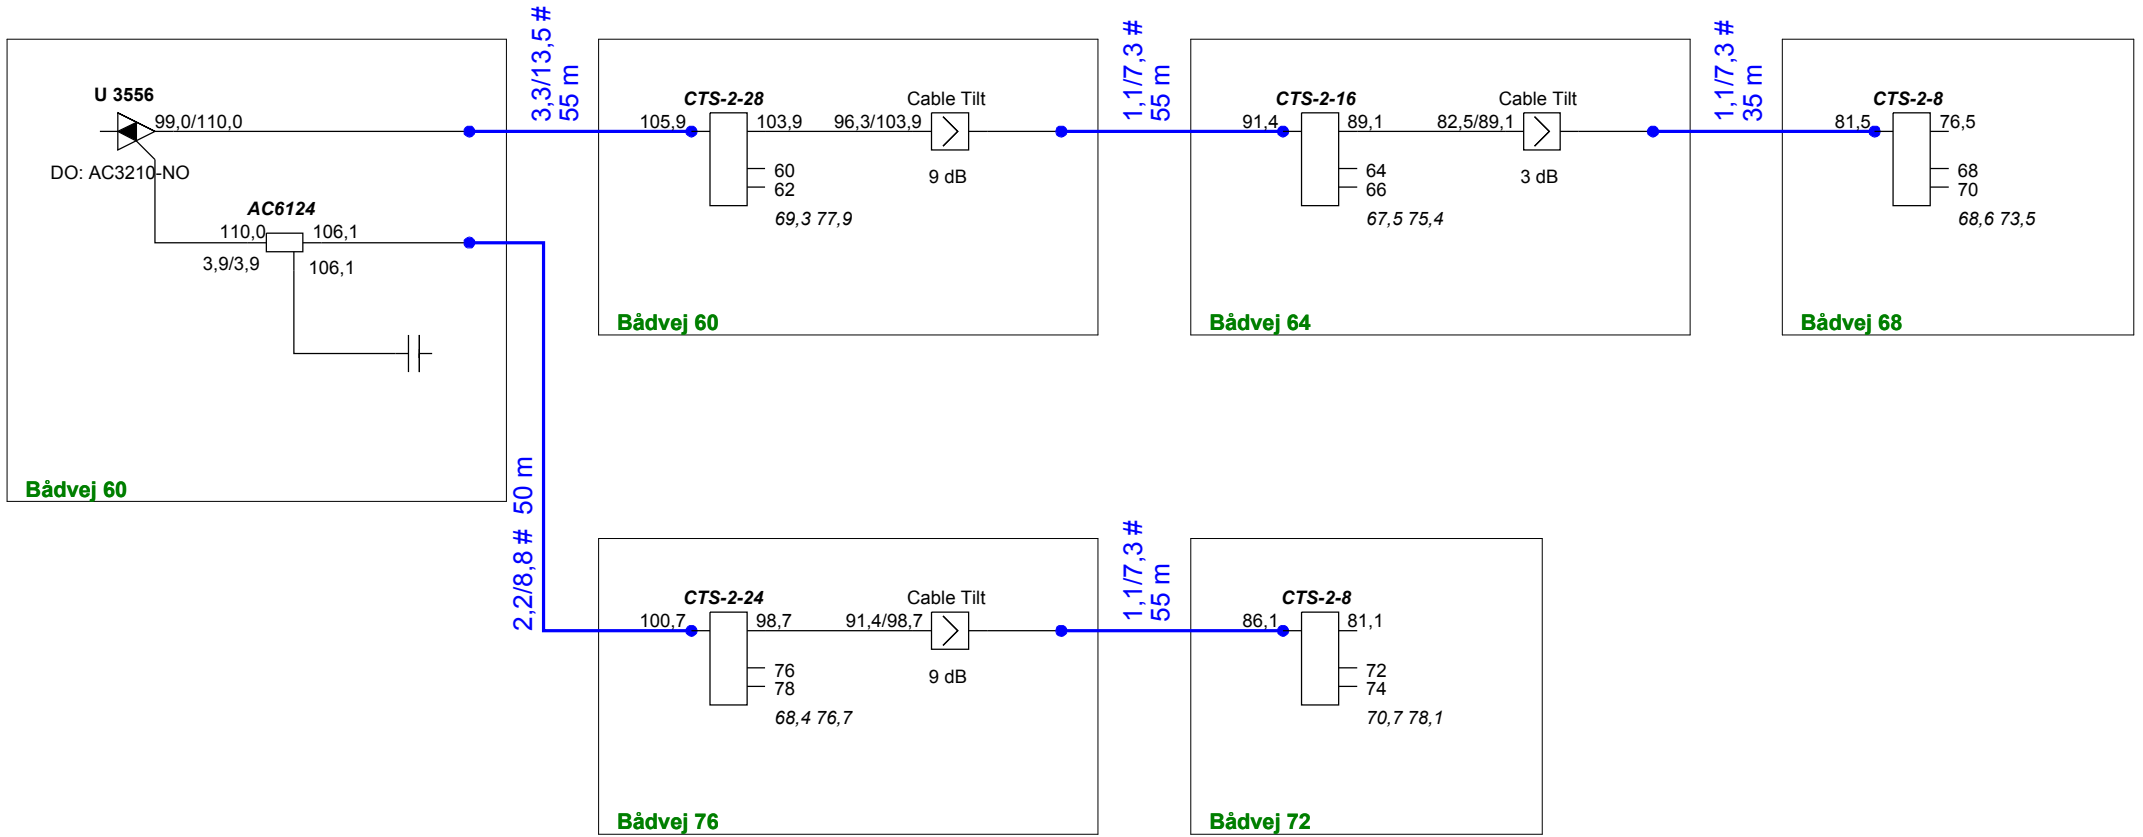 U 3556
99,0/110,0
DO: AC3210-NO
AC6124
110,0 106,1
3,9/3,9 106,1
Bådvej 60
3,3/13,5 #
55 m
CTS-2-28
105,9 103,9
60
62
69,3 77,9
96,3/103,9
Cable Tilt
9 dB
Bådvej 60
1,1/7,3 #
55 m
CTS-2-16
91,4 89,1
64
66
67,5 75,4
82,5/89,1
Cable Tilt
3 dB
Bådvej 64
1,1/7,3 #
35 m
CTS-2-8
81,5 76,5
68
70
68,6 73,5
Bådvej 68
2,2/8,8 # 50 m
CTS-2-24
100,7 98,7
76
78
68,4 76,7
91,4/98,7
Cable Tilt
9 dB
Bådvej 76
1,1/7,3 #
55 m
CTS-2-8
86,1 81,1
72
74
70,7 78,1
Bådvej 72